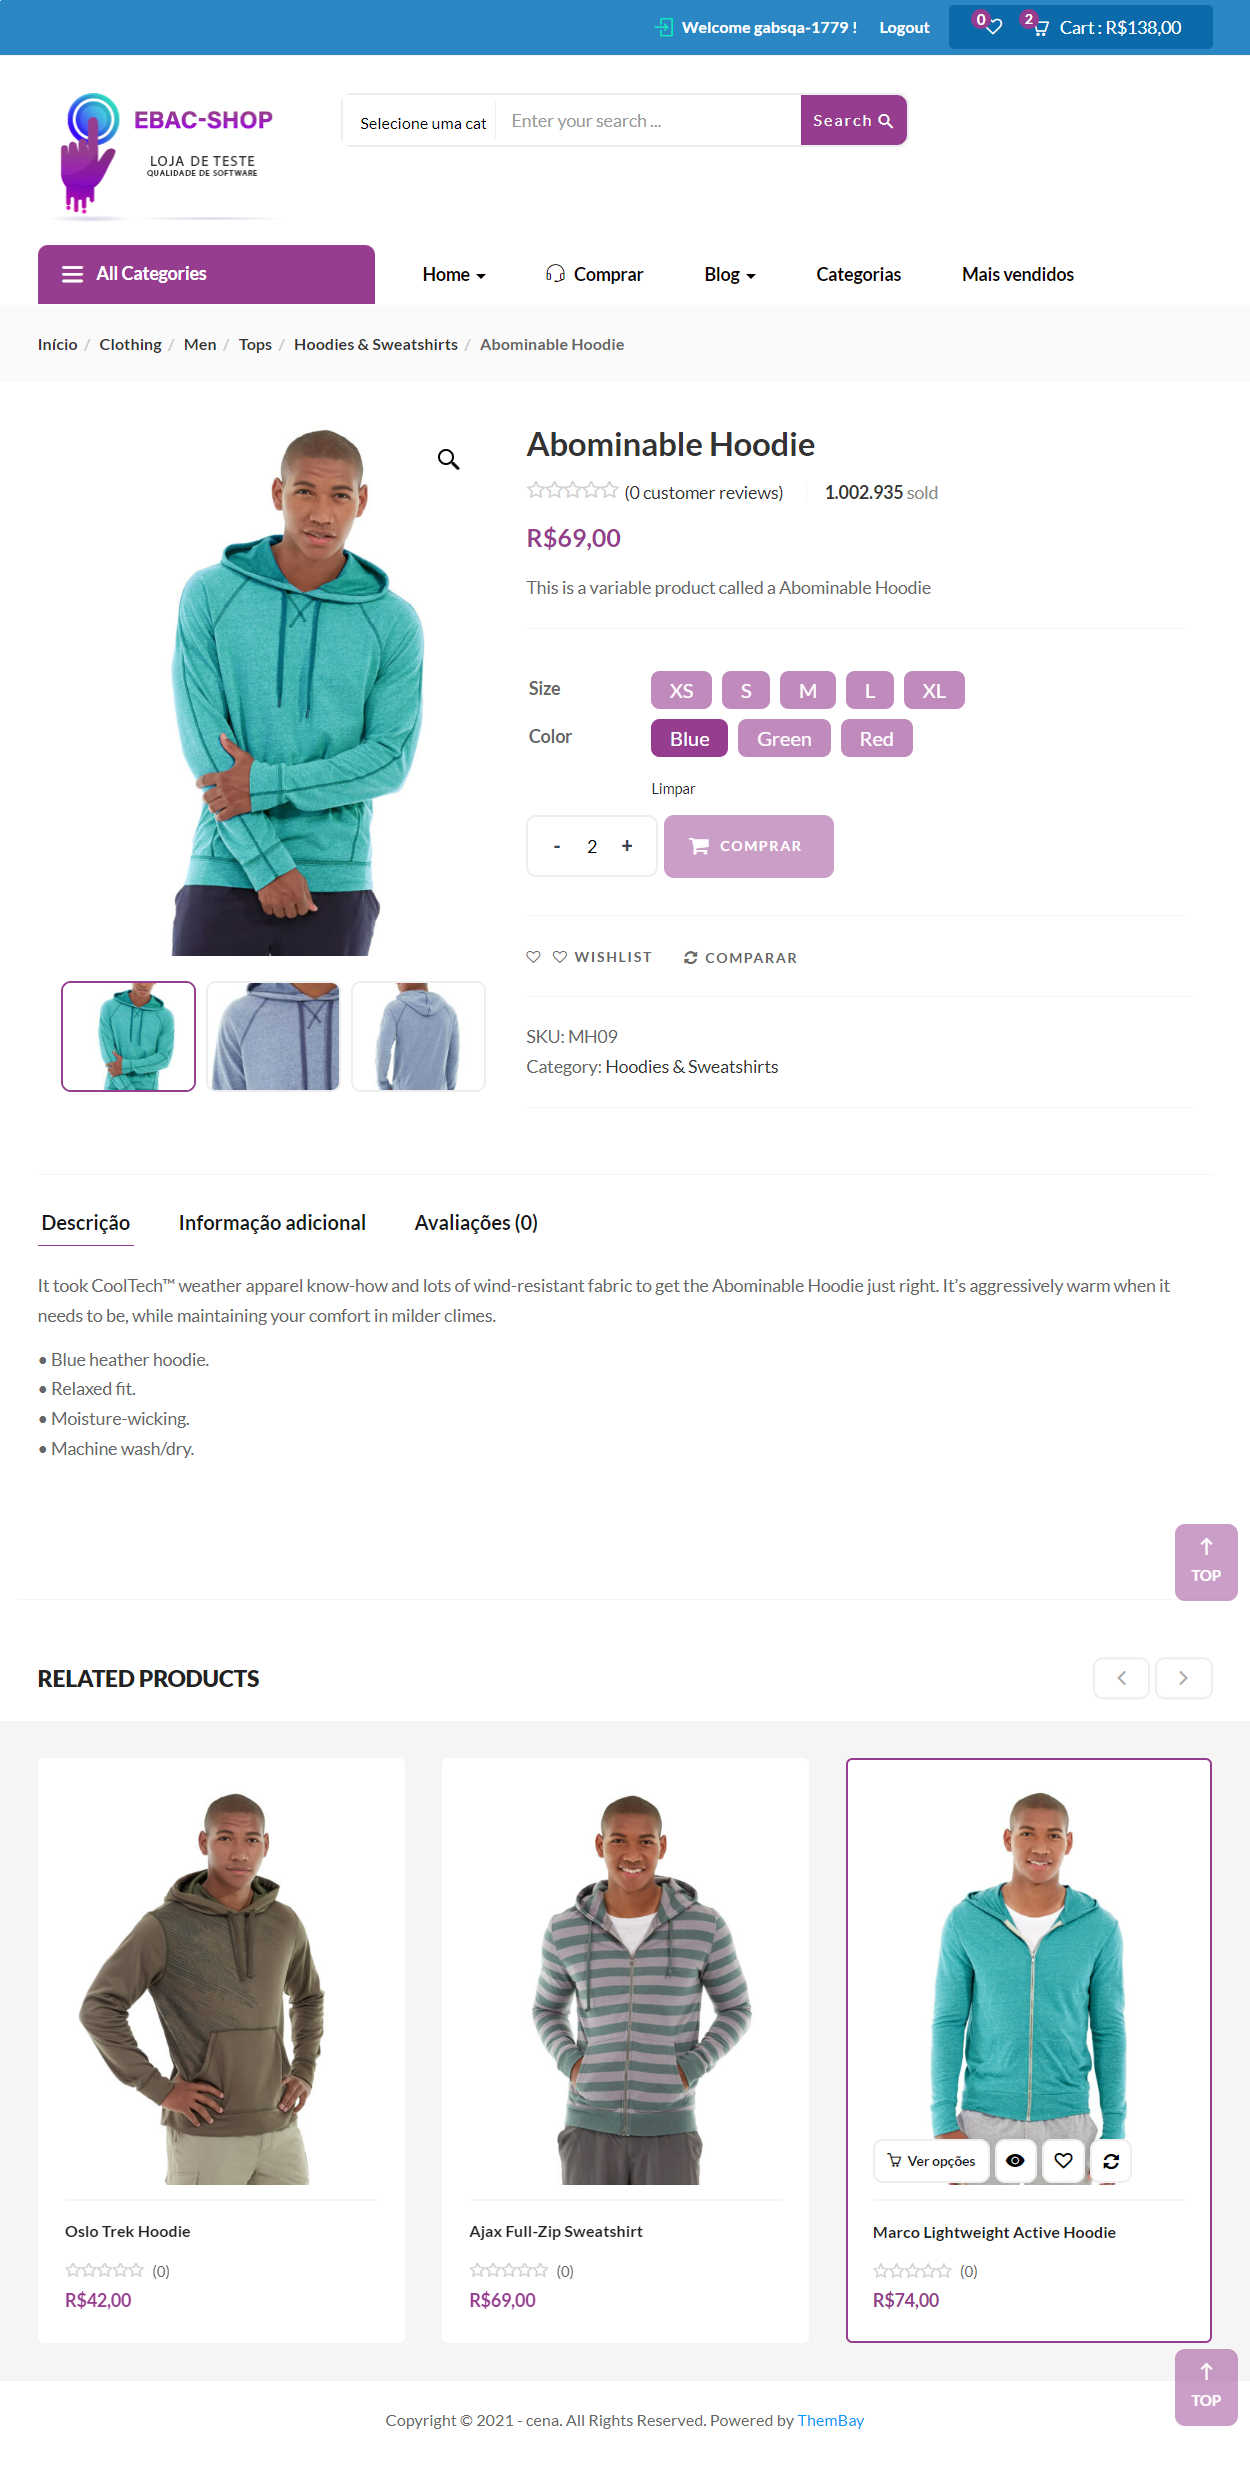 Welcome gabsqa-1779 ! Logout 0 2 Cart : R$138,00
EBAC-SHOP
LOJA DE TESTE
QUALIDADE DE SOFTWARE
Selecione uma cat Enter your search ... Search
All Categories Home Comprar Blog Categorias Mais vendidos
Início / Clothing / Men / Tops / Hoodies & Sweatshirts / Abominable Hoodie
Abominable Hoodie
(0 customer reviews) 1.002.935 sold
R$69,00
This is a variable product called a Abominable Hoodie
Size XS S M L XL
Color Blue Green Red
Limpar
- 2 + COMPRAR
WISHLIST COMPARAR
SKU: MH09
Category: Hoodies & Sweatshirts
Descrição Informação adicional Avaliações (0)
It took CoolTech™ weather apparel know-how and lots of wind-resistant fabric to get the Abominable Hoodie just right. It’s aggressively warm when it
needs to be, while maintaining your comfort in milder climes.
• Blue heather hoodie.
• Relaxed fit.
• Moisture-wicking.
• Machine wash/dry.
TOP
RELATED PRODUCTS
Ver opções
Oslo Trek Hoodie
(0)
R$42,00
Ajax Full-Zip Sweatshirt
(0)
R$69,00
Marco Lightweight Active Hoodie
(0)
R$74,00
TOP
Copyright © 2021 - cena. All Rights Reserved. Powered by ThemBay